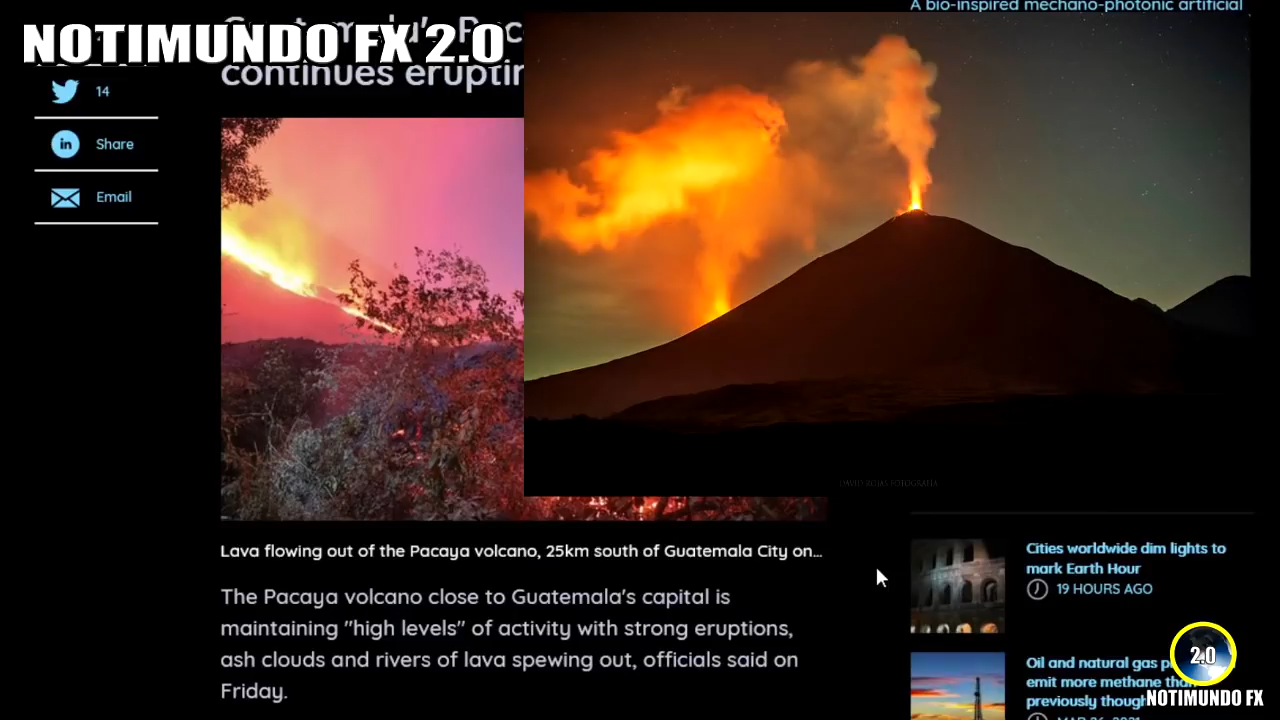 NOTIMUNDO FX 2.0
continues
14
Share
Email
A bio-inspired mechano-photonic artificial
DAVID ROJAS FOTOGRAFIA
Lava flowing out of the Pacaya volcano, 25km south of Guatemala City on...
The Pacaya volcano close to Guatemala's capital is
maintaining "high levels" of activity with strong eruptions,
ash clouds and rivers of lava spewing out, officials said on
Friday.
Cities worldwide dim lights to
mark Earth Hour
19 HOURS AGO
Oil and natural gas
emit more methane than
previously
2.0
NOTIMUNDO FX